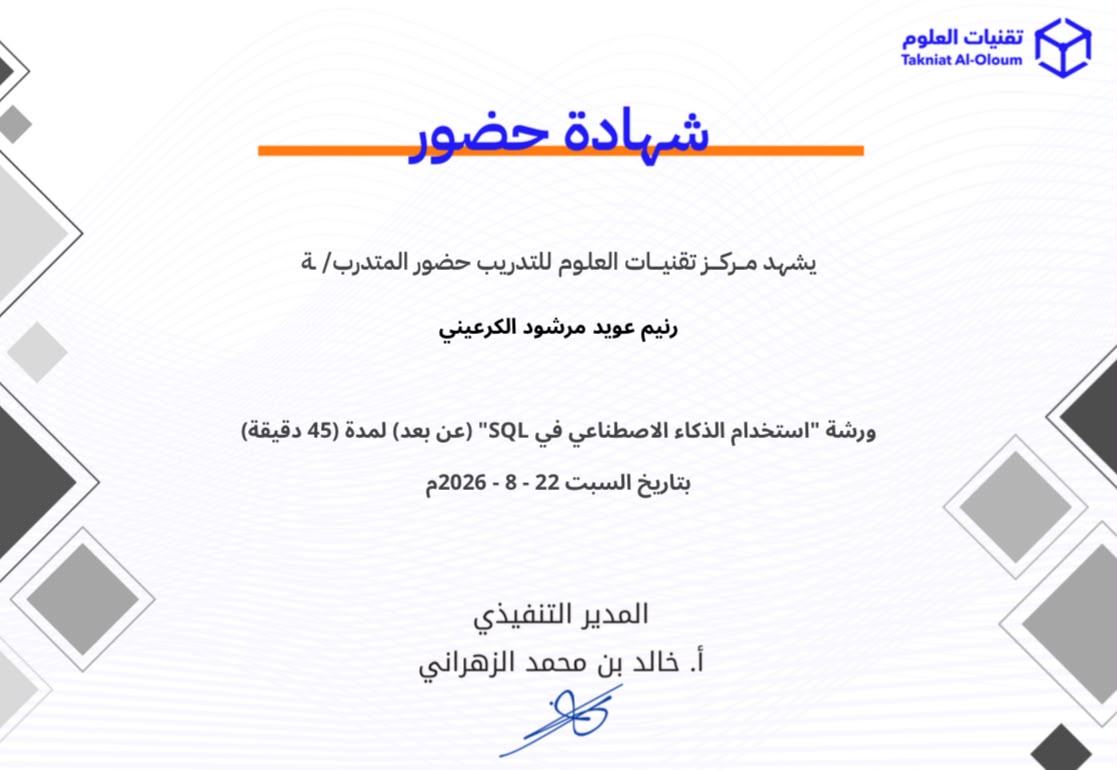 تقنيات العلوم
Takniat Al-Oloum
شهادة حضور
يشهد مـركـز تقنيـات العلوم للتدريب حضور المتدرب/ ـة
رنيم عويد مرشود الكرعيني
ورشة "استخدام الذكاء الاصطناعي في SQL" (عن بعد) لمدة (45 دقيقة)
بتاريخ السبت 22 - 8 - 2026م
المدير التنفيذي
أ. خالد بن محمد الزهراني